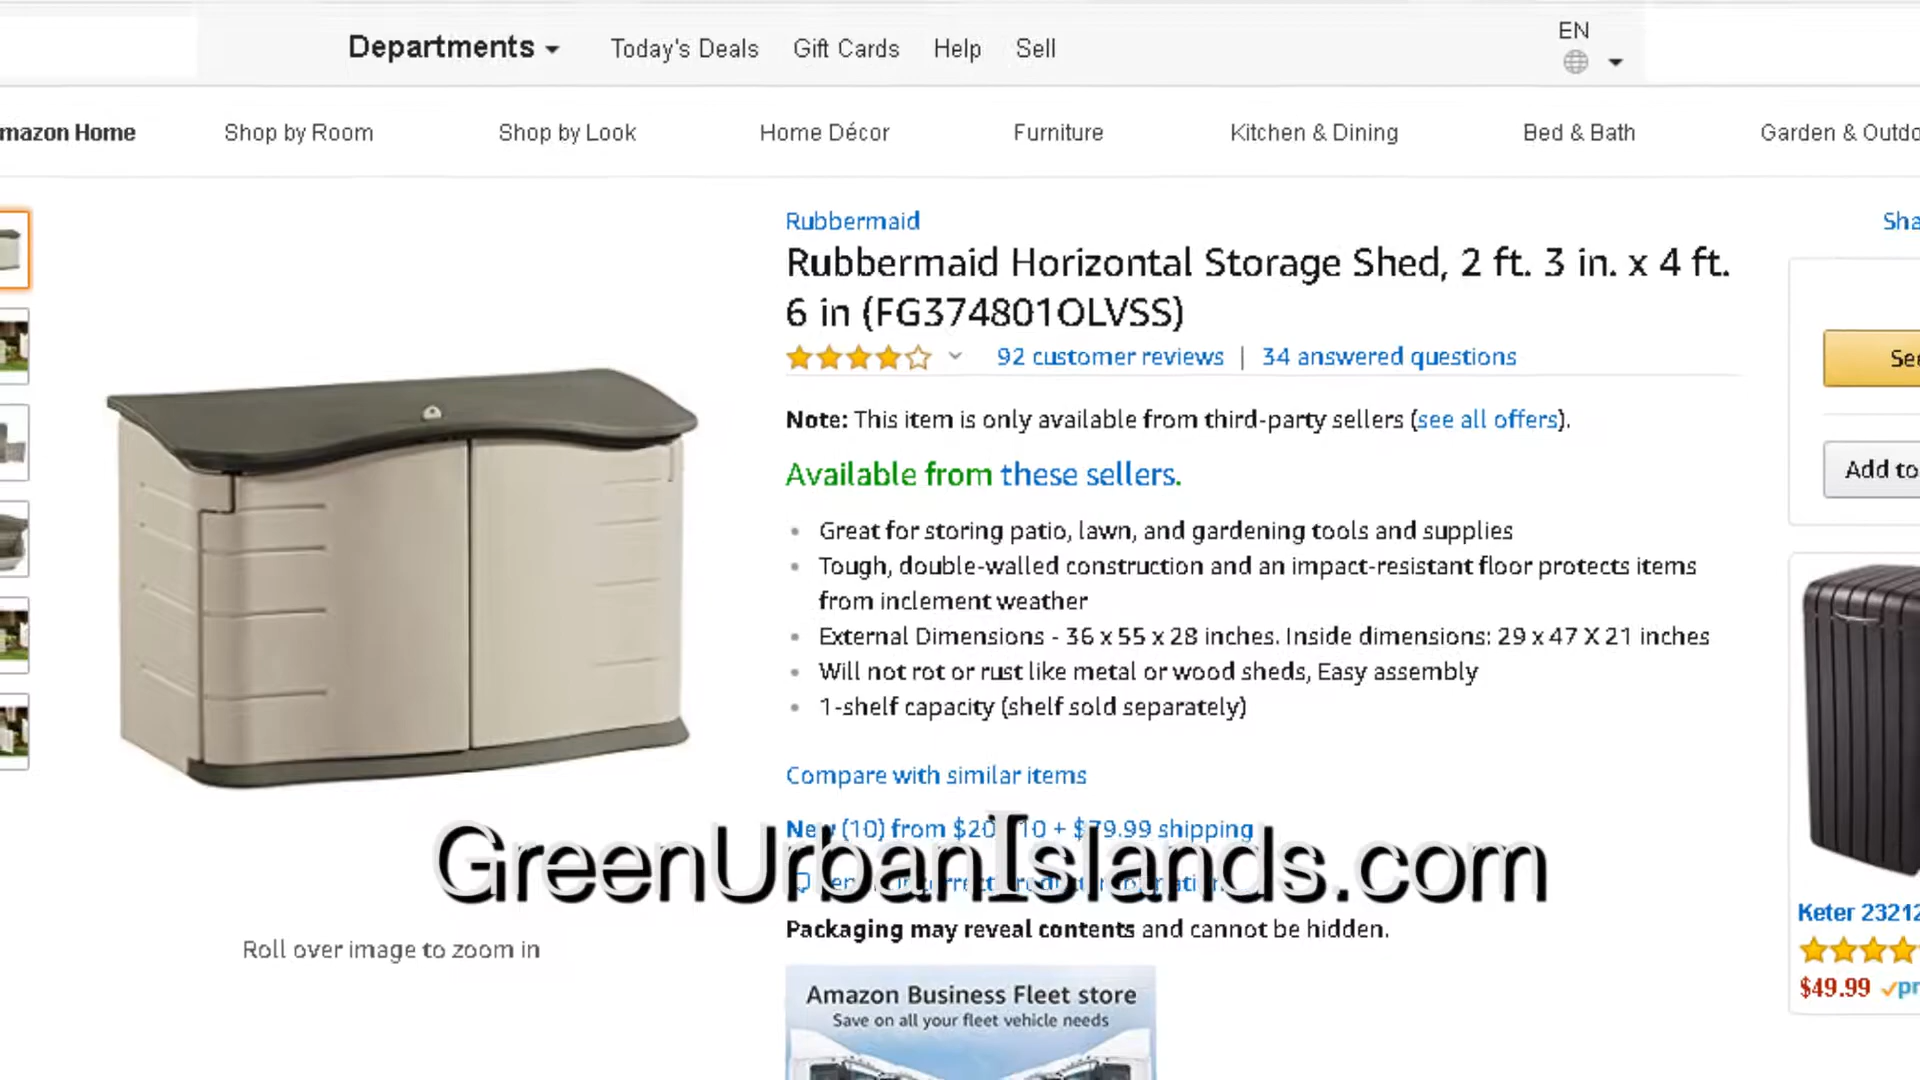 EN
Departments
Today's Deals
Gift Cards
Help
Sell
mazon Home
Shop by Room
Shop by Look
Home Décor
Furniture
Kitchen & Dining
Bed & Bath
Garden & Outdo
Rubbermaid
Sha
Rubbermaid Horizontal Storage Shed, 2 ft. 3 in. x 4 ft.
6 in (FG374801OLVSS)
92 customer reviews | 34 answered questions
See
Note: This item is only available from third-party sellers (see all offers).
Available from these sellers.
Add to
Great for storing patio, lawn, and gardening tools and supplies
Tough, double-walled construction and an impact-resistant floor protects items
from inclement weather
External Dimensions - 36 x 55 x 28 inches. Inside dimensions: 29 x 47 X 21 inches
Will not rot or rust like metal or wood sheds, Easy assembly
1-shelf capacity (shelf sold separately)
Compare with similar items
New (10) from + $79.99 shipping
GreenUrbanIslands.com
Packaging may reveal contents and cannot be hidden.
Roll over image to zoom in
Keter 23212
$49.99 pr
Amazon Business Fleet store
Save on all your fleet vehicle needs